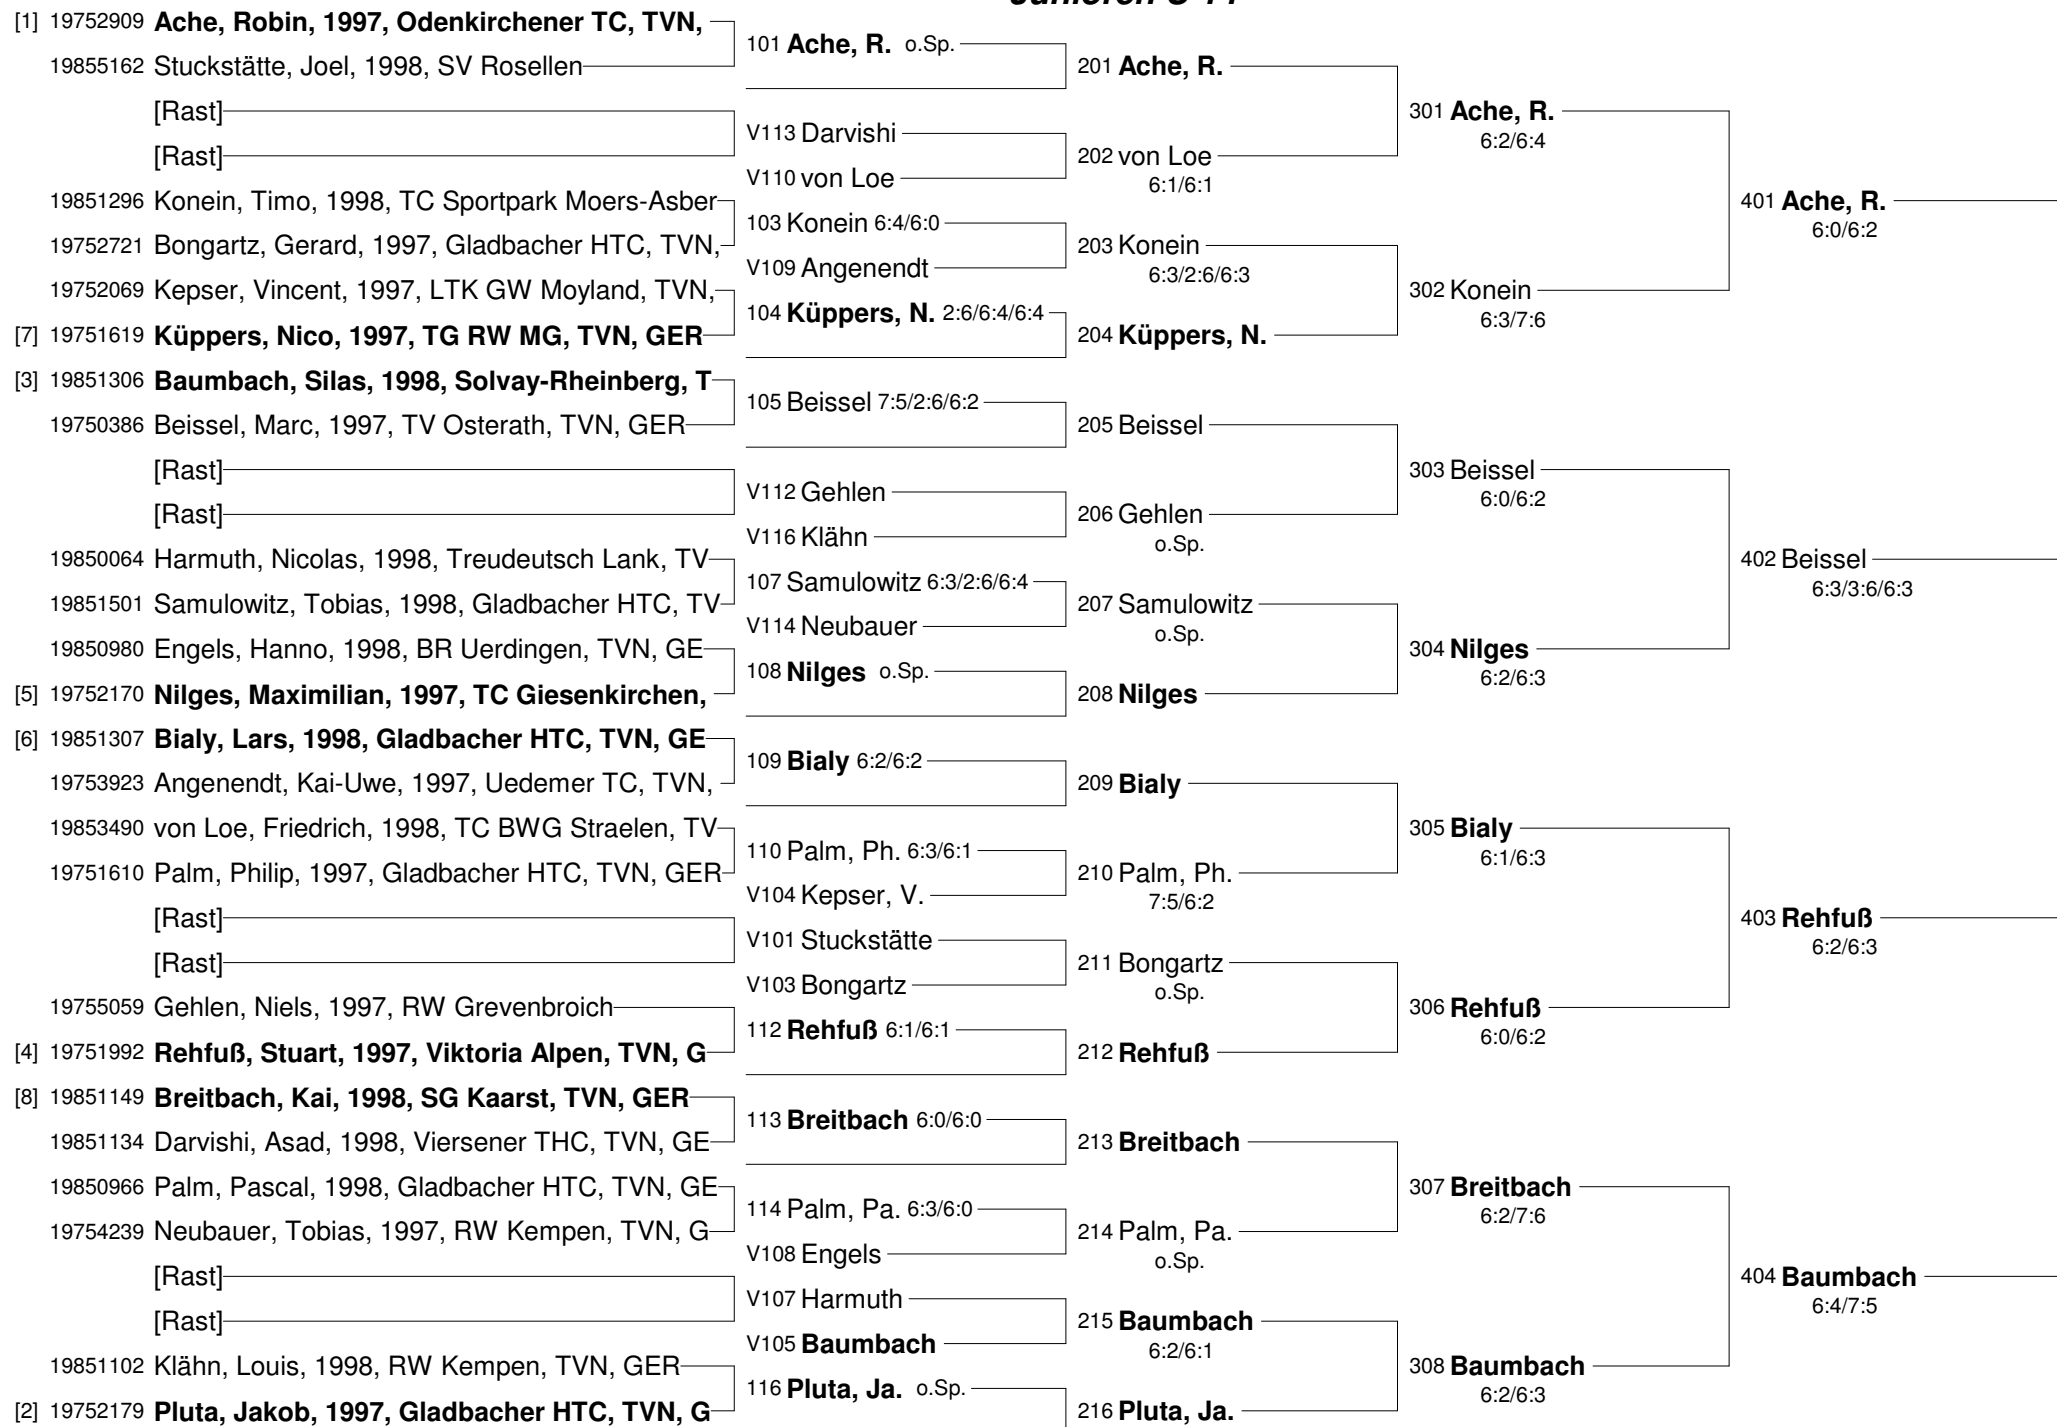 [1] 19752909 Ache, Robin, 1997, Odenkirchener TC, TVN,
19855162 Stuckstätte, Joel, 1998, SV Rosellen
[Rast]
[Rast]
19851296 Konein, Timo, 1998, TC Sportpark Moers-Asber
19752721 Bongartz, Gerard, 1997, Gladbacher HTC, TVN,
19752069 Kepser, Vincent, 1997, LTK GW Moyland, TVN,
[7] 19751619 Küppers, Nico, 1997, TG RW MG, TVN, GER
[3] 19851306 Baumbach, Silas, 1998, Solvay-Rheinberg, T
19750386 Beissel, Marc, 1997, TV Osterath, TVN, GER
[Rast]
[Rast]
19850064 Harmuth, Nicolas, 1998, Treudeutsch Lank, TV
19851501 Samulowitz, Tobias, 1998, Gladbacher HTC, TV
19850980 Engels, Hanno, 1998, BR Uerdingen, TVN, GE
[5] 19752170 Nilges, Maximilian, 1997, TC Giesenkirchen,
[6] 19851307 Bialy, Lars, 1998, Gladbacher HTC, TVN, GE
19753923 Angenendt, Kai-Uwe, 1997, Uedemer TC, TVN,
19853490 von Loe, Friedrich, 1998, TC BWG Straelen, TV
19751610 Palm, Philip, 1997, Gladbacher HTC, TVN, GER
[Rast]
[Rast]
19755059 Gehlen, Niels, 1997, RW Grevenbroich
[4] 19751992 Rehfuß, Stuart, 1997, Viktoria Alpen, TVN, G
[8] 19851149 Breitbach, Kai, 1998, SG Kaarst, TVN, GER
19851134 Darvishi, Asad, 1998, Viersener THC, TVN, GE
19850966 Palm, Pascal, 1998, Gladbacher HTC, TVN, GE
19754239 Neubauer, Tobias, 1997, RW Kempen, TVN, G
[Rast]
[Rast]
19851102 Klähn, Louis, 1998, RW Kempen, TVN, GER
[2] 19752179 Pluta, Jakob, 1997, Gladbacher HTC, TVN, G
101 Ache, R. o.Sp.
V113 Darvishi
V110 von Loe
103 Konein 6:4/6:0
V109 Angenendt
104 Küppers, N. 2:6/6:4/6:4
105 Beissel 7:5/2:6/6:2
V112 Gehlen
V116 Klähn
107 Samulowitz 6:3/2:6/6:4
V114 Neubauer
108 Nilges o.Sp.
109 Bialy 6:2/6:2
110 Palm, Ph. 6:3/6:1
V104 Kepser, V.
V101 Stuckstätte
V103 Bongartz
112 Rehfuß 6:1/6:1
113 Breitbach 6:0/6:0
114 Palm, Pa. 6:3/6:0
V108 Engels
V107 Harmuth
V105 Baumbach
116 Pluta, Ja. o.Sp.
201 Ache, R.
202 von Loe
6:1/6:1
203 Konein
6:3/2:6/6:3
204 Küppers, N.
205 Beissel
206 Gehlen
o.Sp.
207 Samulowitz
o.Sp.
208 Nilges
209 Bialy
210 Palm, Ph.
7:5/6:2
211 Bongartz
o.Sp.
212 Rehfuß
213 Breitbach
214 Palm, Pa.
o.Sp.
215 Baumbach
6:2/6:1
216 Pluta, Ja.
301 Ache, R.
6:2/6:4
302 Konein
6:3/7:6
303 Beissel
6:0/6:2
304 Nilges
6:2/6:3
305 Bialy
6:1/6:3
306 Rehfuß
6:0/6:2
307 Breitbach
6:2/7:6
308 Baumbach
6:2/6:3
401 Ache, R.
6:0/6:2
402 Beissel
6:3/3:6/6:3
403 Rehfuß
6:2/6:3
404 Baumbach
6:4/7:5